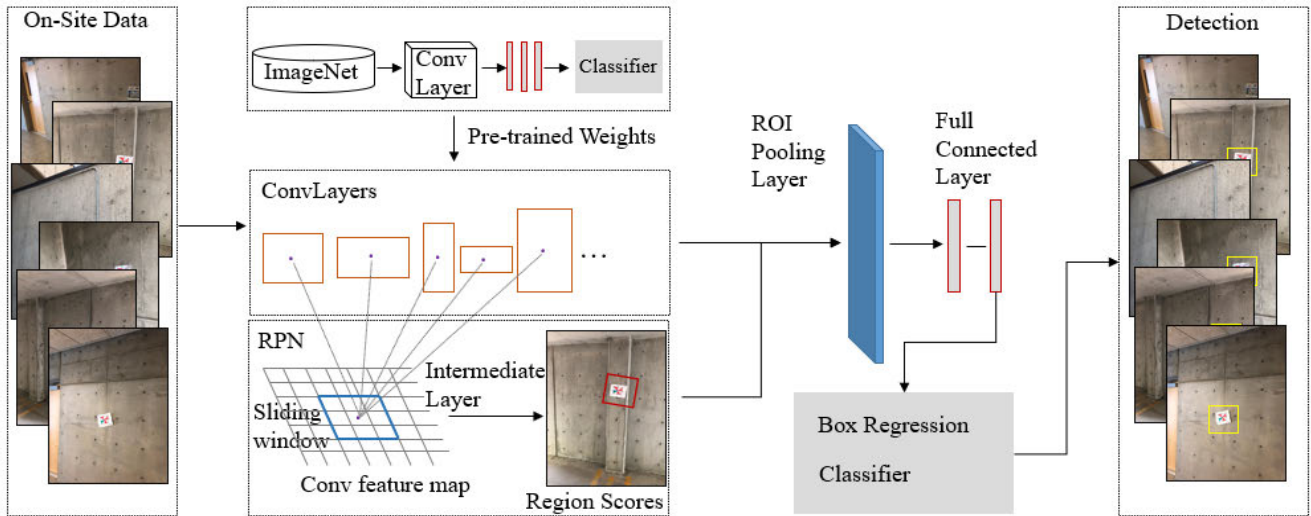 On-Site Data
ImageNet
Conv
Layer
Classifier
Pre-trained Weights
ConvLayers
...
RPN
Sliding
window
Intermediate
Layer
Conv feature map
Region Scores
ROI
Pooling
Layer
Full
Connected
Layer
Box Regression
Classifier
Detection